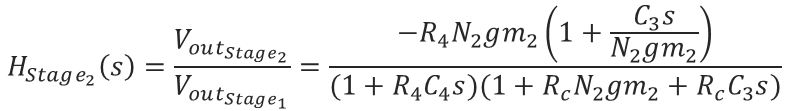 H_{Stage_2}(s) = \frac{V_{out_{Stage_2}}}{V_{out_{Stage_1}}} = \frac{-R_4 N_2 gm_2 \left(1 + \frac{C_3 s}{N_2 gm_2}\right)}{(1 + R_4 C_4 s)(1 + R_c N_2 gm_2 + R_c C_3 s)}